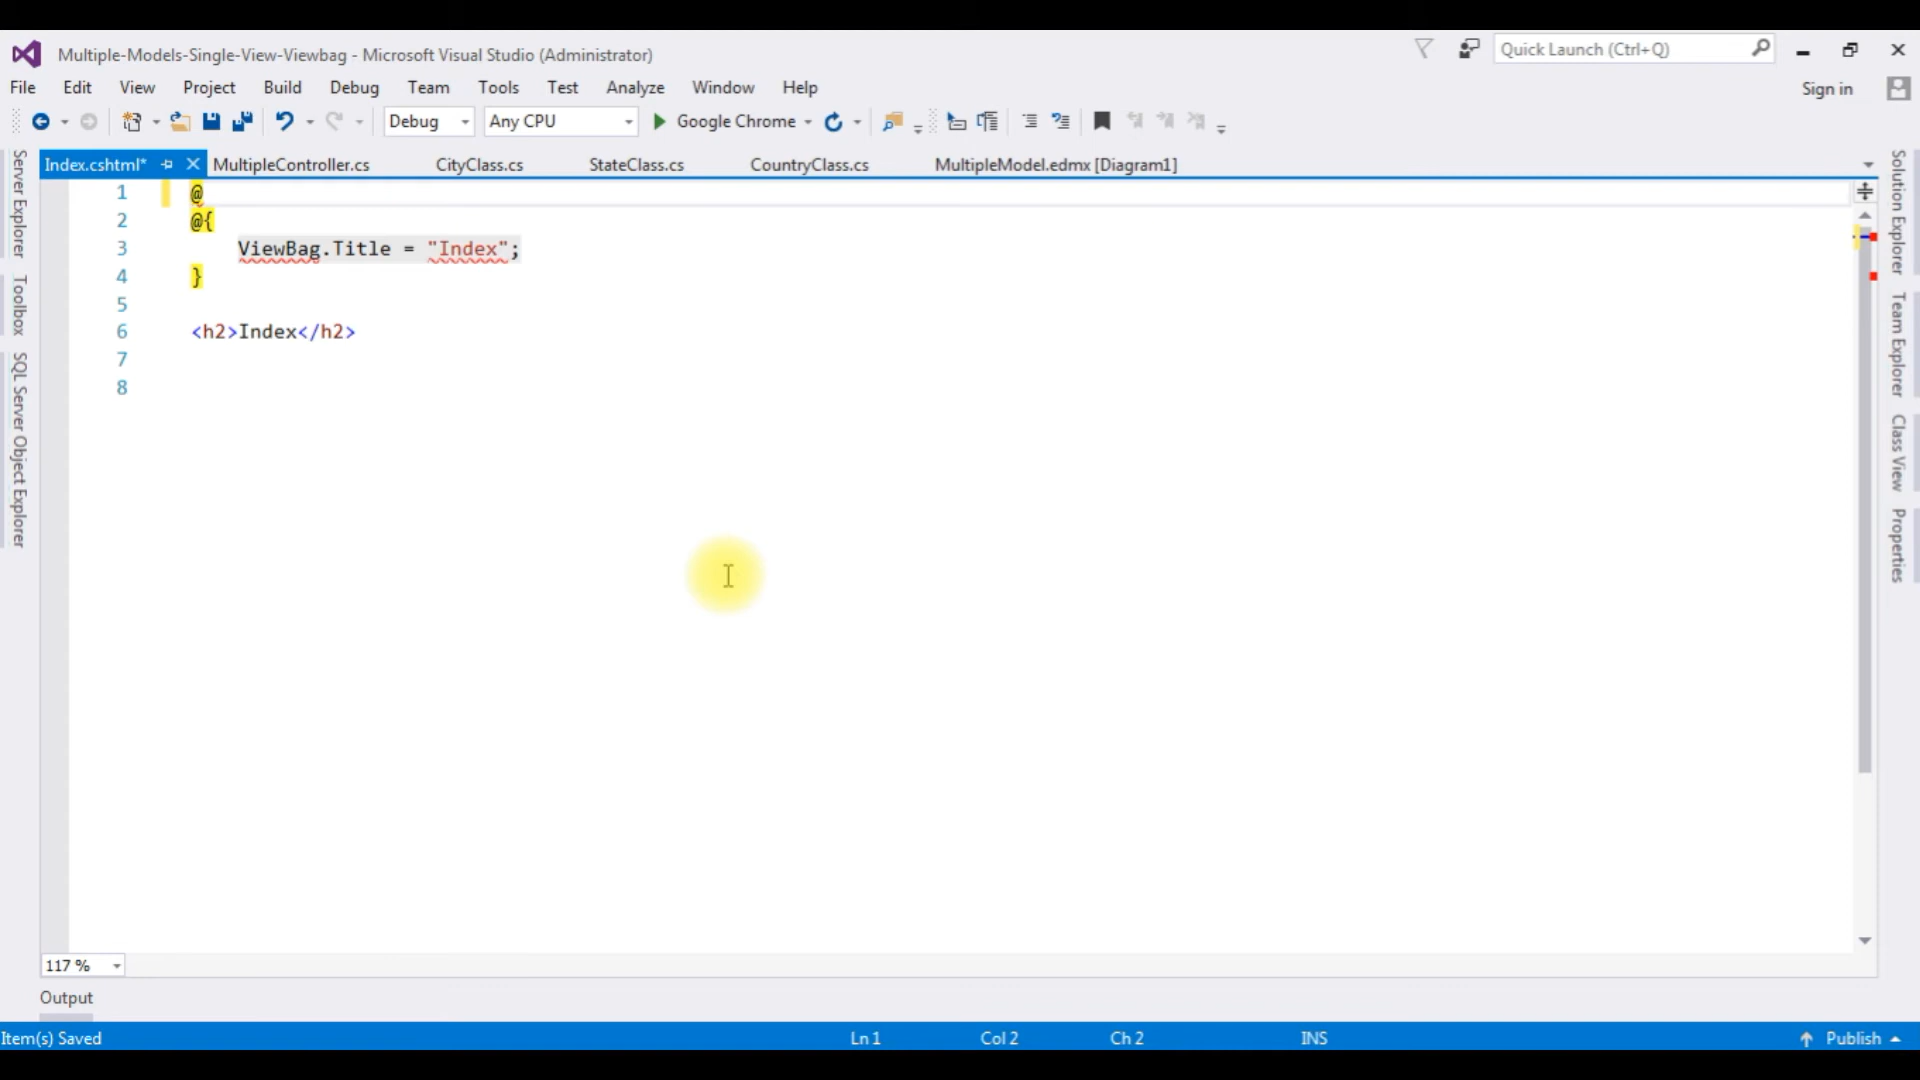 Multiple-Models-Single-View-Viewbag - Microsoft Visual Studio (Administrator)
Quick Launch (Ctrl+Q)
File Edit View Project Build Debug Team Tools Test Analyze Window Help
Sign in
Debug Any CPU Google Chrome
Index.cshtml* MultipleController.cs CityClass.cs StateClass.cs CountryClass.cs MultipleModel.edmx [Diagram1]
Server Explorer
Toolbox
SQL Server Object Explorer
1 @
2 @{
3 ViewBag.Title = "Index";
4 }
5
6 <h2>Index</h2>
7
8
Solution Explorer
Team Explorer
Class View
Properties
117 %
Output
Item(s) Saved Ln 1 Col 2 Ch 2 INS Publish